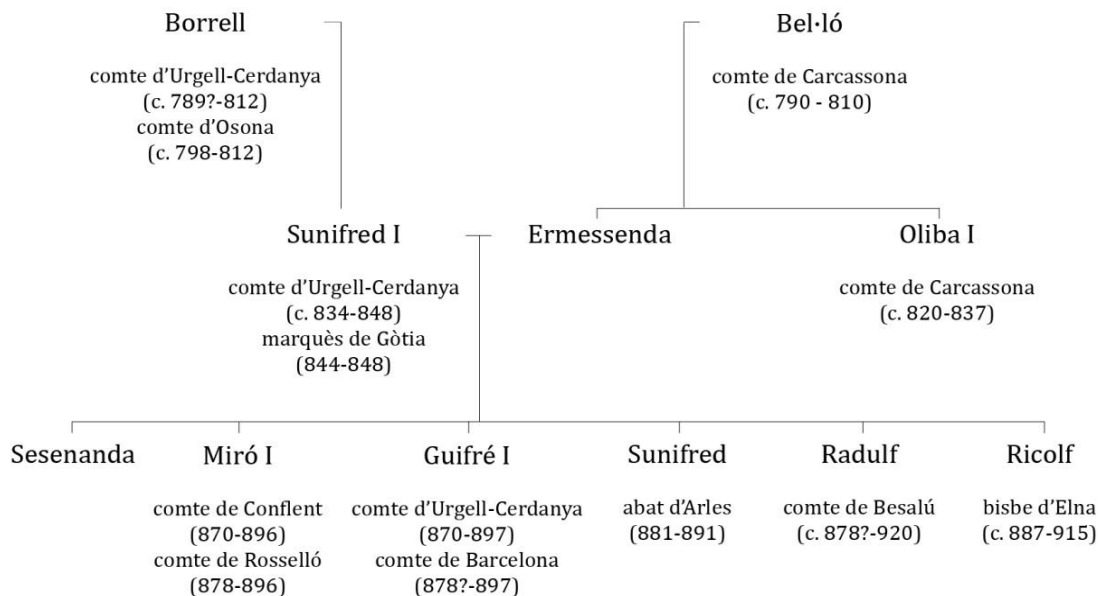 Borrell
comte d’Urgell-Cerdanya
(c. 789?-812)
comte d’Osona
(c. 798-812)
Bel·ló
comte de Carcassona
(c. 790 - 810)
Sunifred I
comte d’Urgell-Cerdanya
(c. 834-848)
marquès de Gòtia
(844-848)
Ermessenda
Oliba I
comte de Carcassona
(c. 820-837)
Sesenanda
Miró I
comte de Conflent
(870-896)
comte de Rosselló
(878-896)
Guifré I
comte d’Urgell-Cerdanya
(870-897)
comte de Barcelona
(878?-897)
Sunifred
abat d’Arles
(881-891)
Radulf
comte de Besalú
(c. 878?-920)
Ricolf
bisbe d’Elna
(c. 887-915)